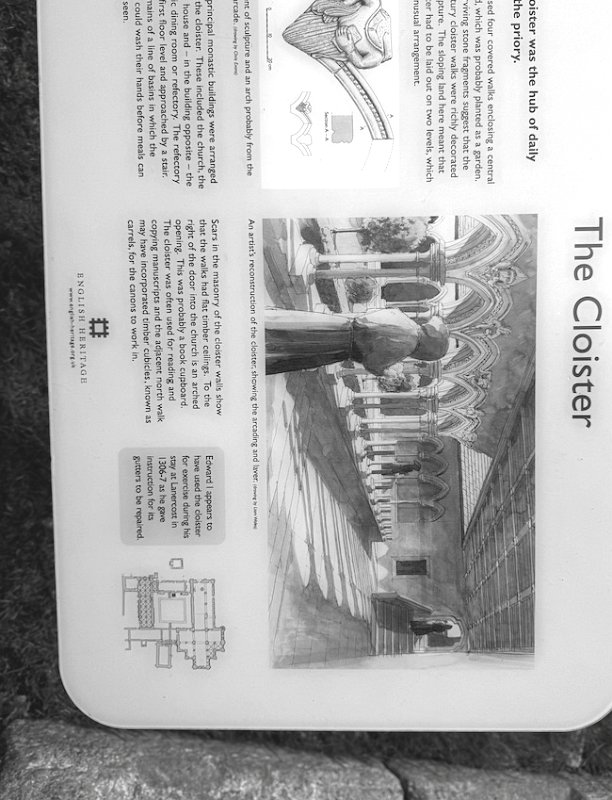 The Cloister
loister was the hub of daily
the priory.
sed four covered walks enclosing a central
d, which was probably planted as a garden.
rviving stone fragments suggest that the
tury cloister walks were richly decorated
pture. The sloping land here meant that
er had to be laid out on two levels, which
nusual arrangement.
Section A–A
A
A
nt of sculpture and an arch probably from the
rcade.
principal monastic buildings were arranged
the cloister. These included the church, the
house and – in the building opposite – the
ic dining room or refectory. The refectory
first floor level and approached by a stair.
mains of a line of basins in which the
could wash their hands before meals can
seen.
An artist's reconstruction of the cloister, showing the arcading and laver.
Scars in the masonry of the cloister walls show
that the walks had flat timber ceilings. To the
right of the door into the church is an arched
opening. This was probably a book cupboard.
The cloister was often used for reading and
copying manuscripts and the adjacent north walk
may have incorporated timber cubicles, known as
carrels, for the canons to work in.
Edward I appears to
have used the cloister
for exercise during his
stay at Lanercost in
1306-7 as he gave
instruction for its
gutters to be repaired.
ENGLISH HERITAGE
www.english-heritage.org.uk